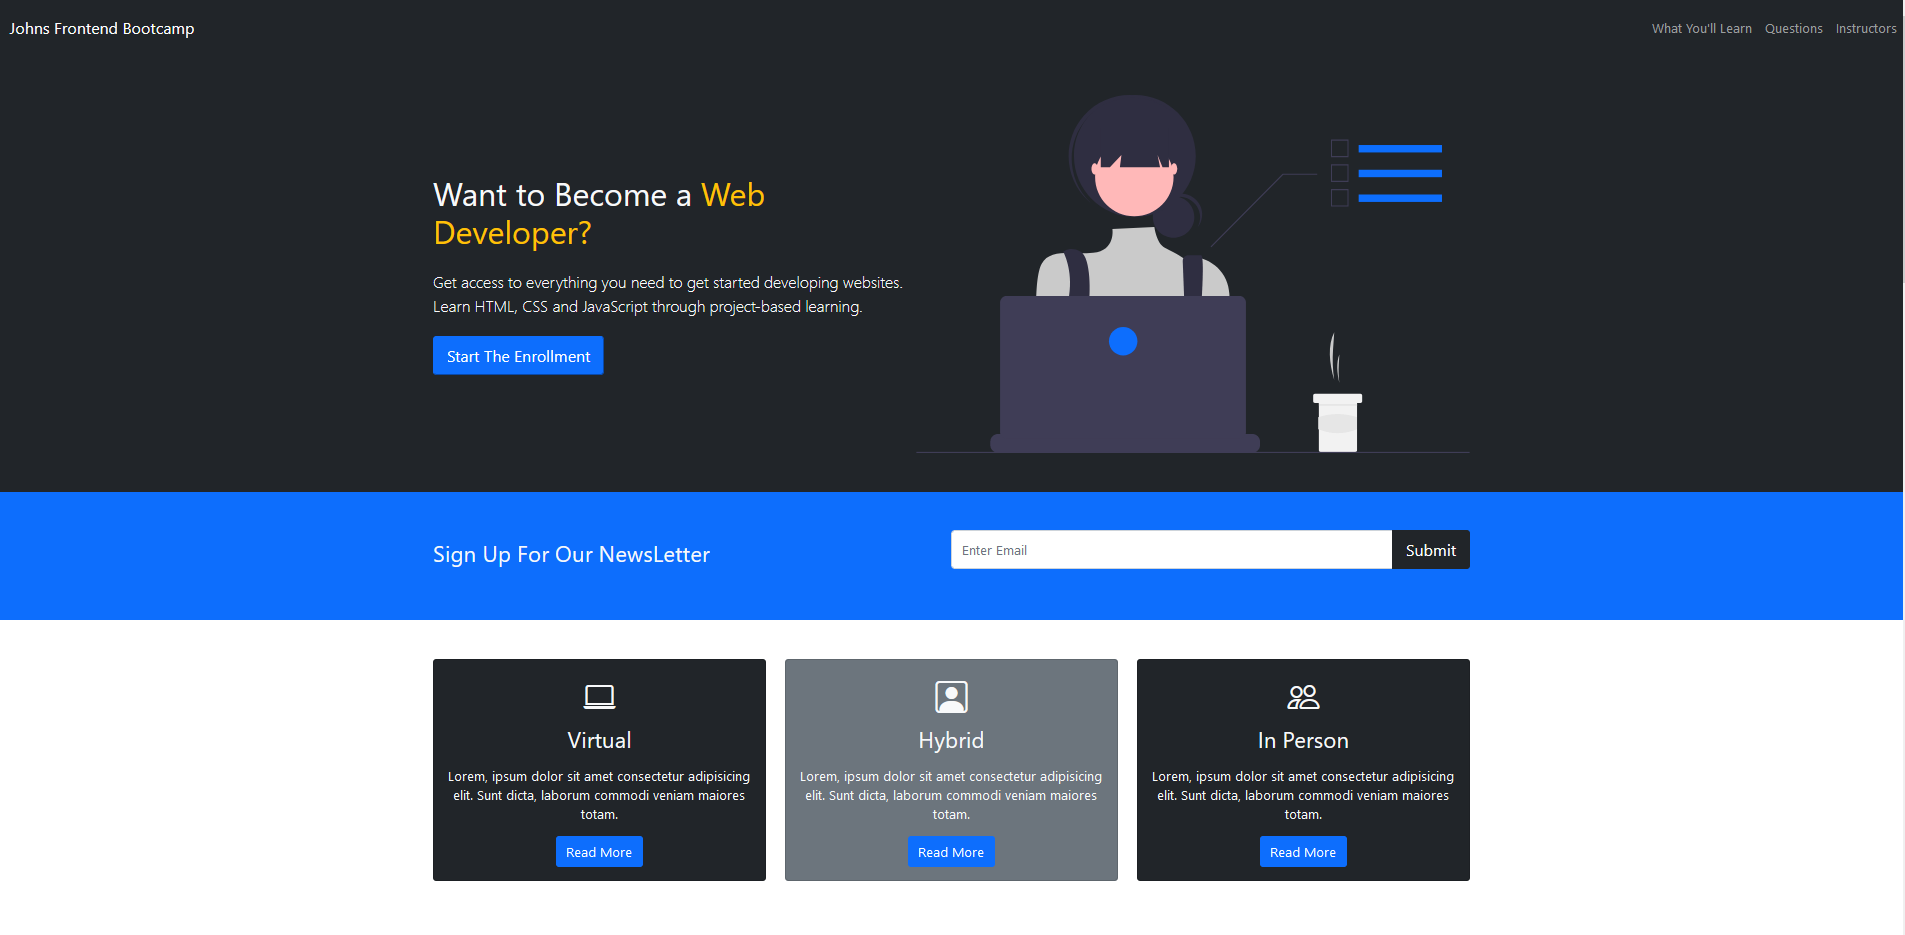 Johns Frontend Bootcamp
What You'll Learn Questions Instructors
Want to Become a Web
Developer?
Get access to everything you need to get started developing websites.
Learn HTML, CSS and JavaScript through project-based learning.
Start The Enrollment
Sign Up For Our NewsLetter
Enter Email
Submit
Virtual
Lorem, ipsum dolor sit amet consectetur adipisicing
elit. Sunt dicta, laborum commodi veniam maiores
totam.
Read More
Hybrid
Lorem, ipsum dolor sit amet consectetur adipisicing
elit. Sunt dicta, laborum commodi veniam maiores
totam.
Read More
In Person
Lorem, ipsum dolor sit amet consectetur adipisicing
elit. Sunt dicta, laborum commodi veniam maiores
totam.
Read More